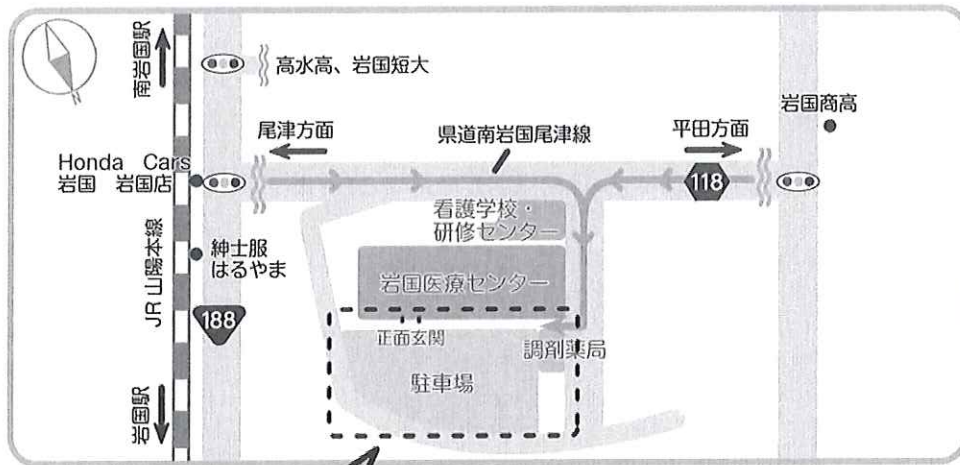 南岩国駅
N
高水高、岩国短大
岩国商高
尾津方面
県道南岩国尾津線
平田方面
Honda Cars
岩国 岩国店
118
看護学校・
研修センター
紳士服
はるやま
岩国医療センター
JR山陽本線
188
正面玄関
調剤薬局
駐車場
岩国駅